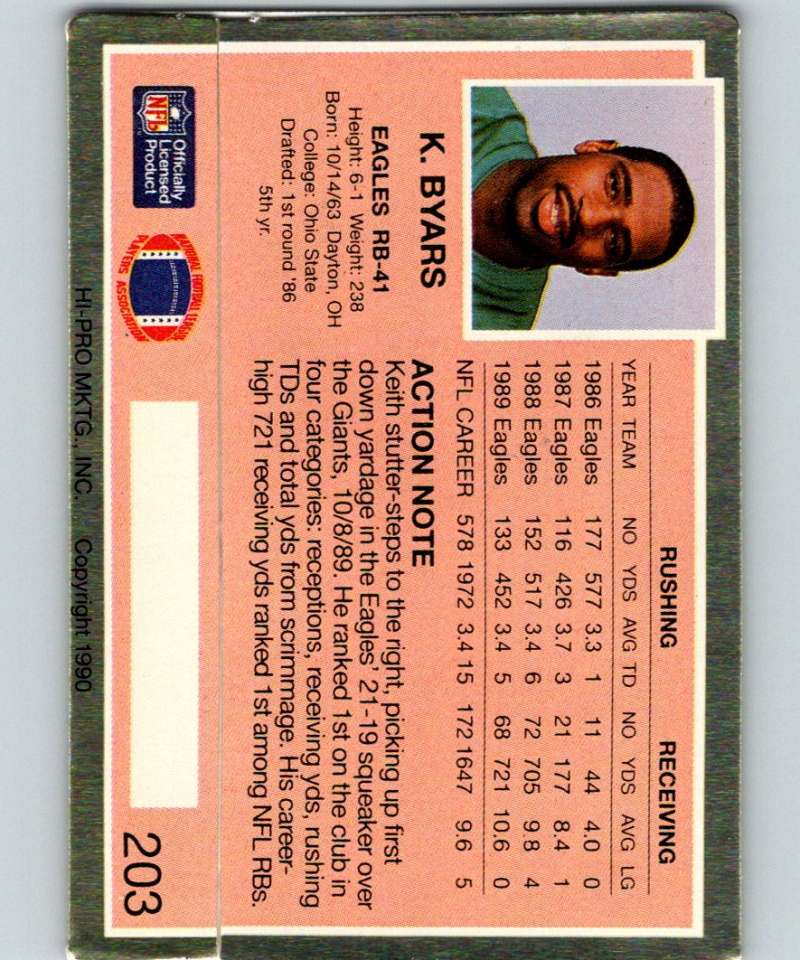 K. BYARS
EAGLES RB-41
Height: 6-1 Weight: 238
Born: 10/14/63 Dayton, OH
College: Ohio State
Drafted: 1st round '86
5th yr.
RUSHING RECEIVING
YEAR TEAM NO YDS AVG TD NO YDS AVG LG
1986 Eagles 177 577 3.3 1 11 44 4.0 0
1987 Eagles 116 426 3.7 3 21 177 8.4 1
1988 Eagles 152 517 3.4 6 72 705 9.8 4
1989 Eagles 133 452 3.4 5 68 721 10.6 0
NFL CAREER 578 1972 3.4 15 172 1647 9.6 5
ACTION NOTE
Keith stutter-steps to the right, picking up first
down yardage in the Eagles' 21-19 squeaker over
the Giants, 10/8/89. He ranked 1st on the club in
four categories: receptions, receiving yds, rushing
TDs and total yds from scrimmage. His career-
high 721 receiving yds ranked 1st among NFL RBs.
NFL
Officially
Licensed
Product
NATIONAL FOOTBALL LEAGUE
PLAYERS ASSOCIATION
203
HI-PRO MKTG., INC. Copyright 1990